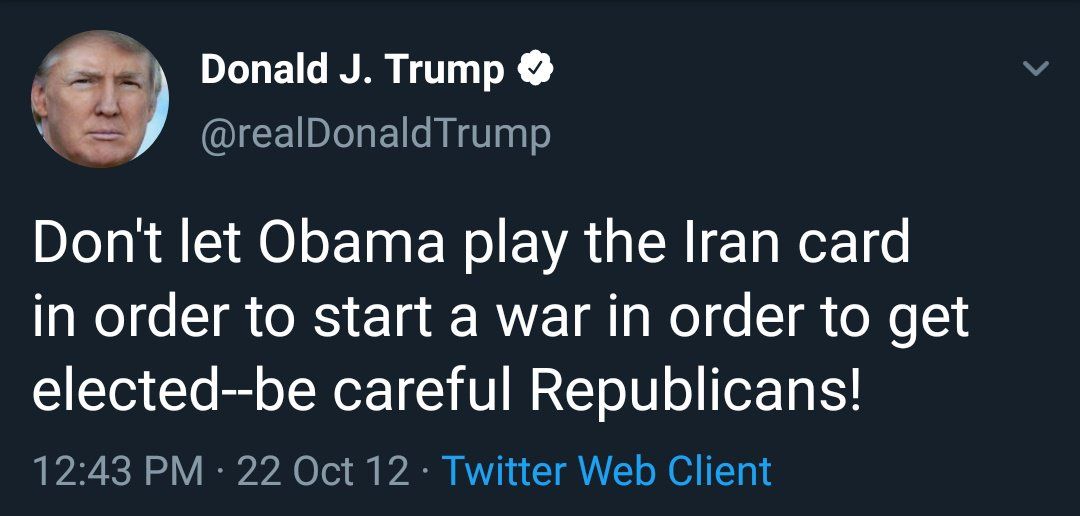 Donald J. Trump
@realDonaldTrump
Don't let Obama play the Iran card
in order to start a war in order to get
elected--be careful Republicans!
12:43 PM · 22 Oct 12 · Twitter Web Client